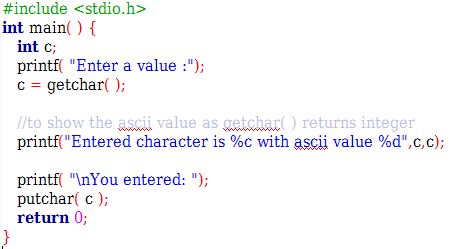 #include <stdio.h>
int main( ) {
int c;
printf( "Enter a value :");
c = getchar( );
//to show the ascii value as getchar( ) returns integer
printf("Entered character is %c with ascii value %d",c,c);
printf( "\nYou entered: ");
putchar( c );
return 0;
}